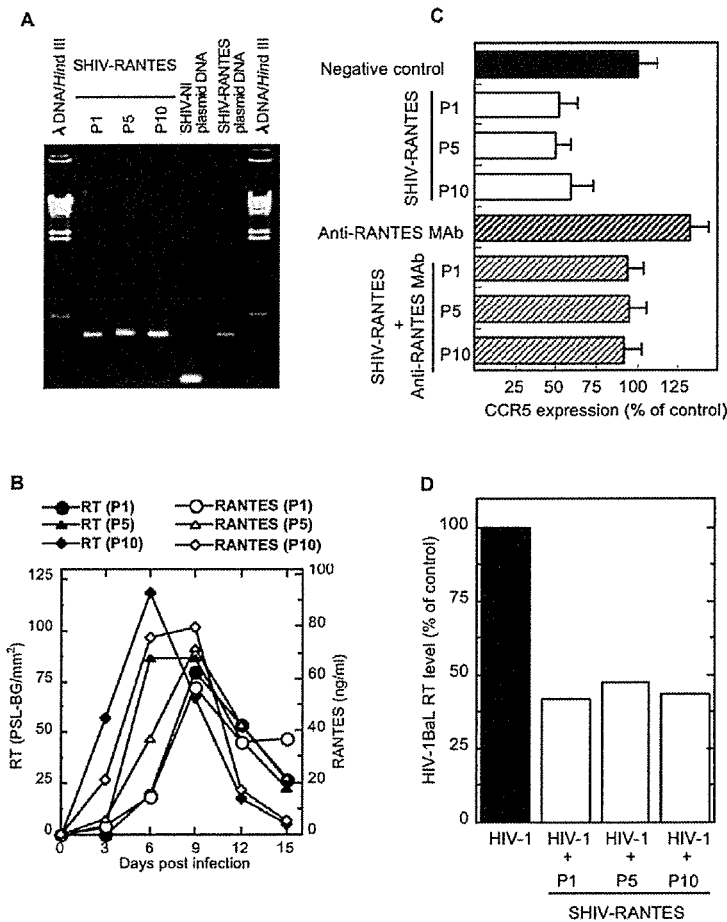 A
λ DNA/Hind III
SHIV-RANTES
P1
P5
P10
SHIV-NI
plasmid DNA
SHIV-RANTES
plasmid DNA
λ DNA/Hind III
C
Negative control
SHIV-RANTES
P1
P5
P10
Anti-RANTES MAb
SHIV-RANTES
+
Anti-RANTES MAb
P1
P5
P10
25 50 75 100 125
CCR5 expression (% of control)
B
RT (P1) RANTES (P1)
RT (P5) RANTES (P5)
RT (P10) RANTES (P10)
RT (PSL-BG/mm²)
125
100
75
50
25
0
100
80
60
40
20
0
RANTES (ng/ml)
0 3 6 9 12 15
Days post infection
D
HIV-1BaL RT level (% of control)
100
75
50
25
0
HIV-1 HIV-1 HIV-1 HIV-1
+ + +
P1 P5 P10
SHIV-RANTES